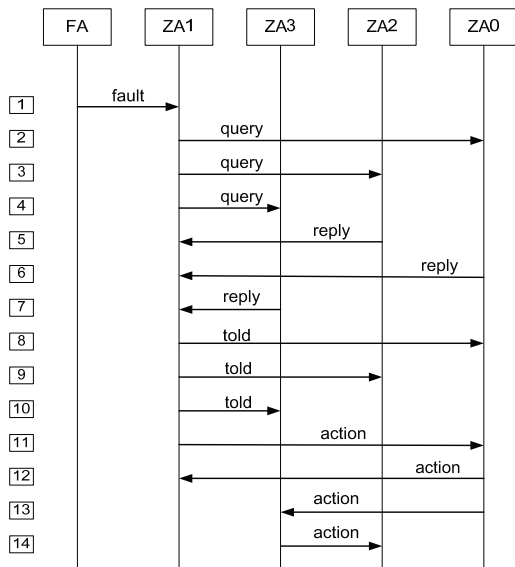 FA ZA1 ZA3 ZA2 ZA0
1 fault
2 query
3 query
4 query
5 reply
6 reply
7 reply
8 told
9 told
10 told
11 action
12 action
13 action
14 action